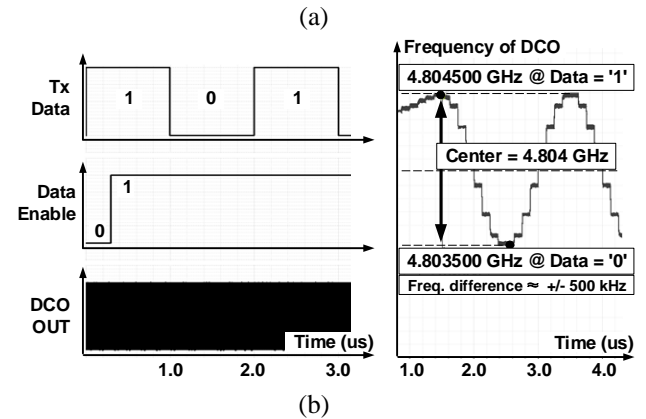 (a)
Tx
Data
1
0
1
Data
Enable
0
1
DCO
OUT
Time (us)
1.0
2.0
3.0
Frequency of DCO
4.804500 GHz @ Data = '1'
Center = 4.804 GHz
4.803500 GHz @ Data = '0'
Freq. difference ≈ +/- 500 kHz
Time (us)
1.0
2.0
3.0
4.0
(b)